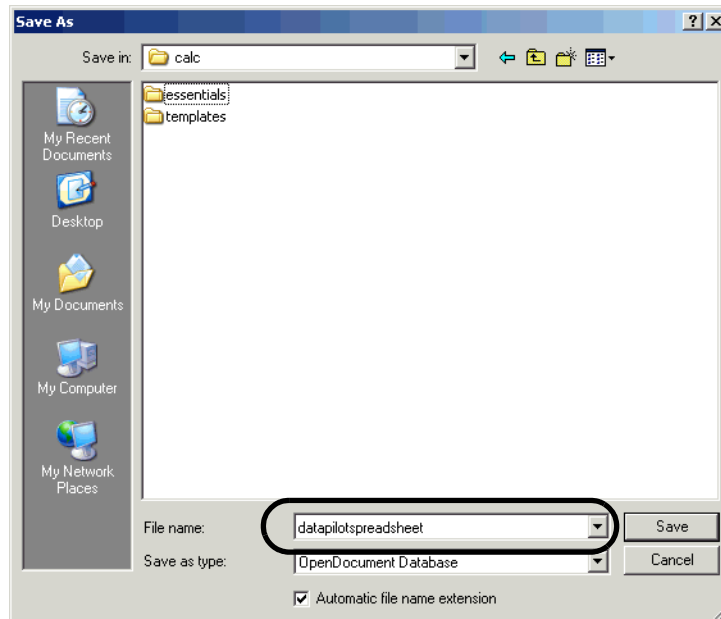 Save As
Save in: calc
essentials
templates
My Recent
Documents
Desktop
My Documents
My Computer
My Network
Places
File name: datapilotspreadsheet Save
Save as type: OpenDocument Database Cancel
Automatic file name extension